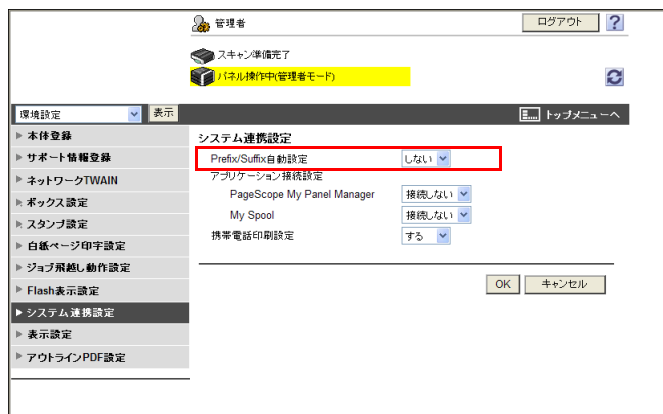 管理者 ログアウト ?
スキャン準備完了
パネル操作中(管理者モード)
環境設定 表示 トップメニューへ
本体登録
サポート情報登録
ネットワークTWAIN
ボックス設定
スタンプ設定
白紙ページ印字設定
ジョブ飛越し動作設定
Flash表示設定
システム連携設定
表示設定
アウトラインPDF設定
システム連携設定
Prefix/Suffix自動設定 しない
アプリケーション接続設定
PageScope My Panel Manager 接続しない
My Spool 接続しない
携帯電話印刷設定 する
OK キャンセル